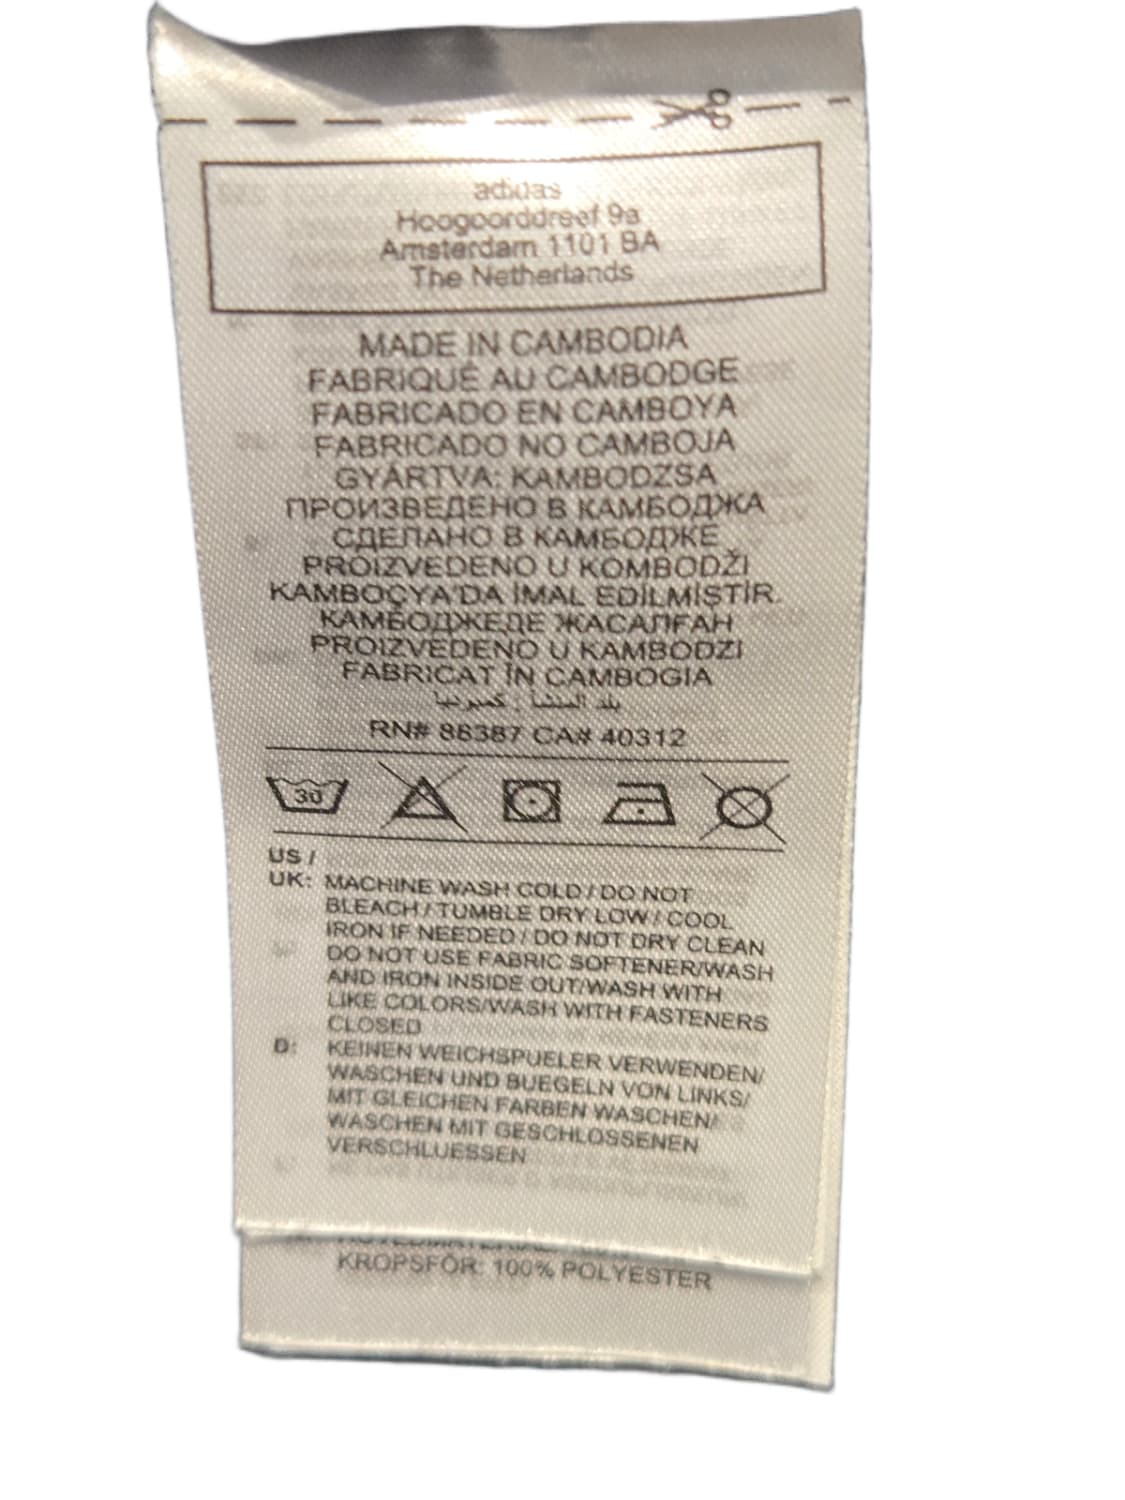 adidas
Hoogoorddreef 9a
Amsterdam 1101 BA
The Netherlands
MADE IN CAMBODIA
FABRIQUÉ AU CAMBODGE
FABRICADO EN CAMBOYA
FABRICADO NO CAMBOJA
GYÁRTVA: KAMBODZSA
ПРОИЗВЕДЕНО В КАМБОДЖА
СДЕЛАНО В КАМБОДЖЕ
PROIZVEDENO U KOMBODŽI
KAMBOÇYA'DA İMAL EDİLMİŞTİR.
КАМБОДЖЕДЕ ЖАСАЛҒАН
PROIZVEDENO U KAMBODZI
FABRICAT ÎN CAMBOGIA
بلد المنشأ : كمبوديا
RN# 88387 CA# 40312
30
US /
UK: MACHINE WASH COLD / DO NOT
BLEACH / TUMBLE DRY LOW / COOL
IRON IF NEEDED / DO NOT DRY CLEAN
DO NOT USE FABRIC SOFTENER/WASH
AND IRON INSIDE OUT/WASH WITH
LIKE COLORS/WASH WITH FASTENERS
CLOSED
D: KEINEN WEICHSPUELER VERWENDEN/
WASCHEN UND BUEGELN VON LINKS/
MIT GLEICHEN FARBEN WASCHEN/
WASCHEN MIT GESCHLOSSENEN
VERSCHLUESSEN
KROPSFÔR: 100% POLYESTER